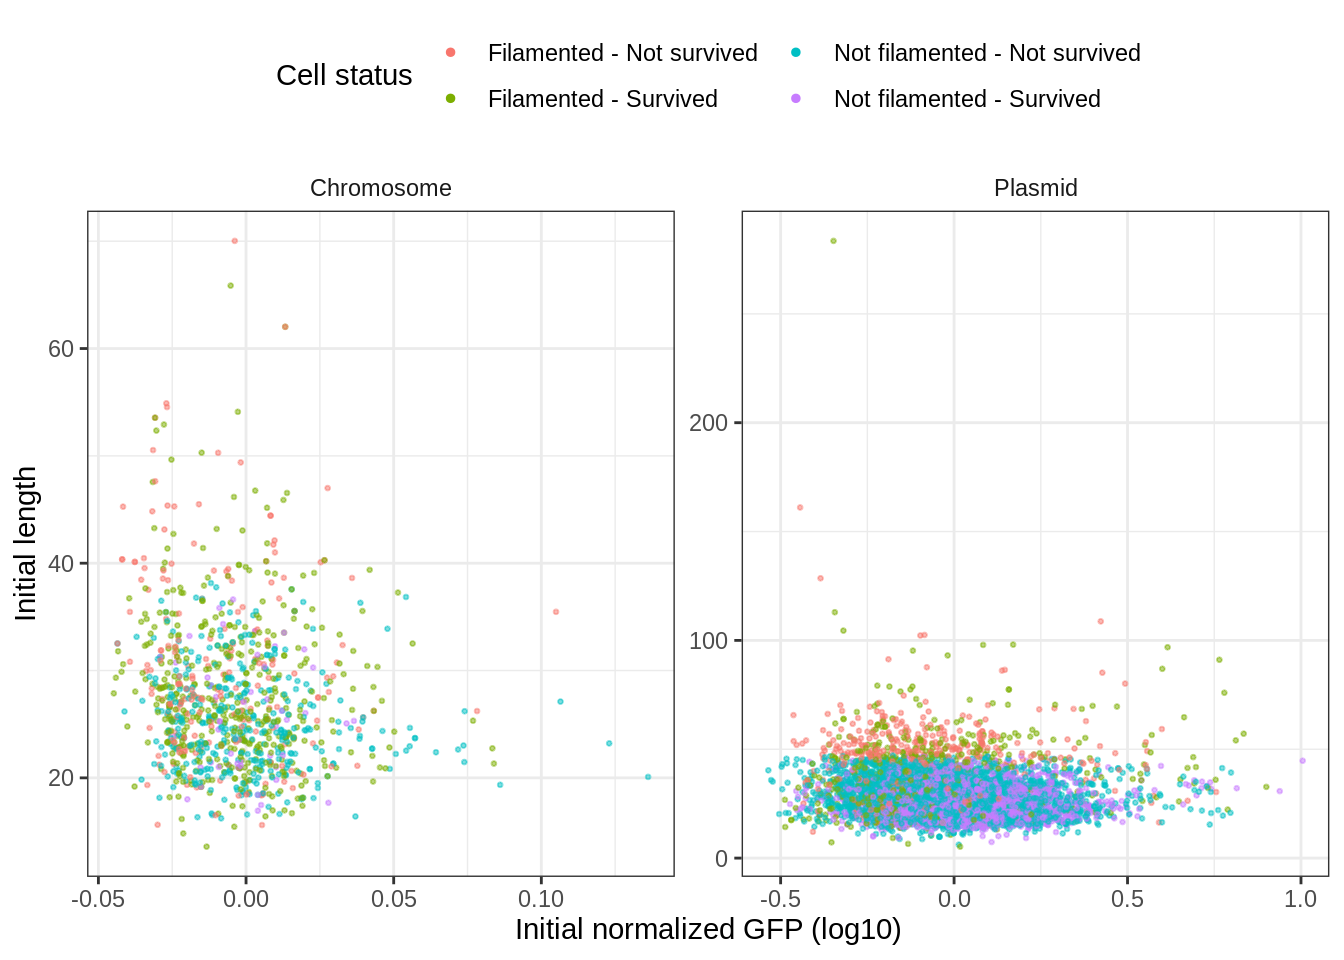 Cell status
Filamented - Not survived
Not filamented - Not survived
Filamented - Survived
Not filamented - Survived
Chromosome
Plasmid
Initial length
60
40
20
200
100
0
-0.05
0.00
0.05
0.10
-0.5
0.0
0.5
1.0
Initial normalized GFP (log10)